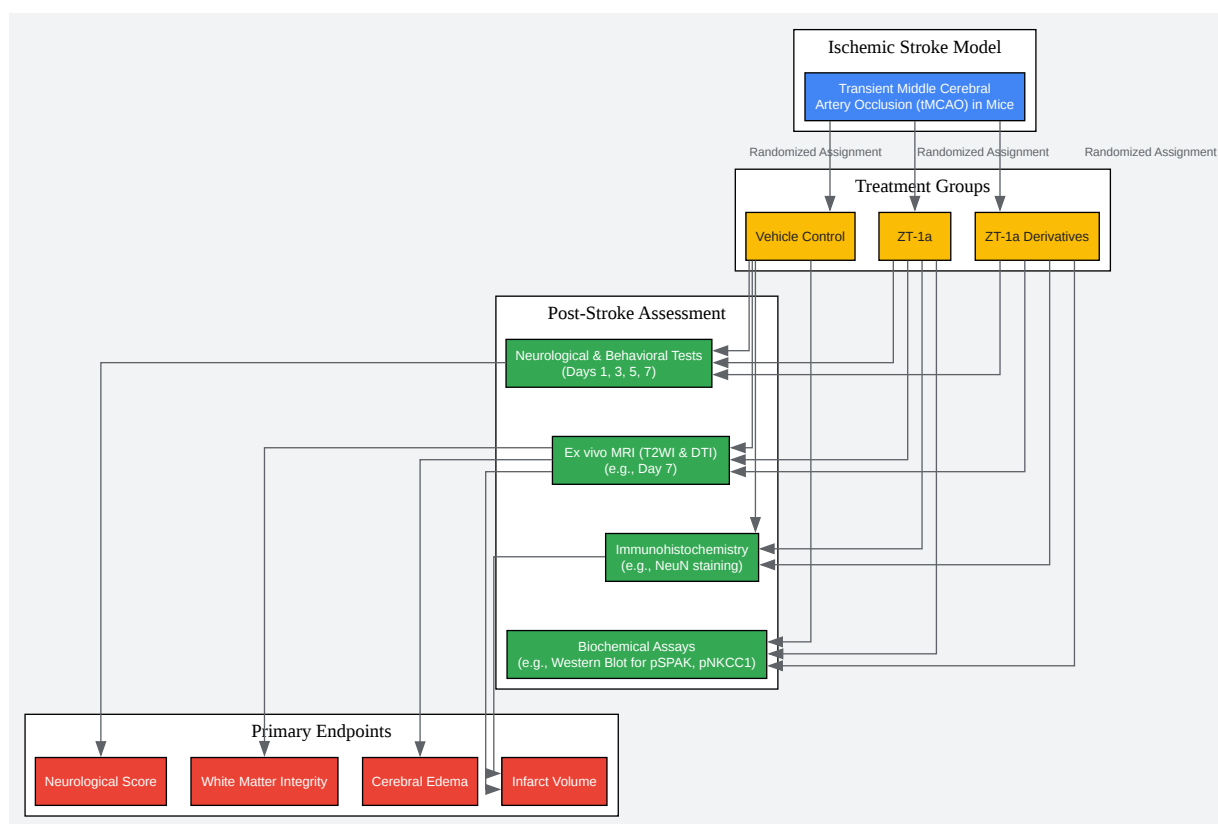 Ischemic Stroke Model
Transient Middle Cerebral
Artery Occlusion (tMCAO) in Mice
Randomized Assignment
Randomized Assignment
Randomized Assignment
Treatment Groups
Vehicle Control
ZT-1a
ZT-1a Derivatives
Post-Stroke Assessment
Neurological & Behavioral Tests
(Days 1, 3, 5, 7)
Ex vivo MRI (T2WI & DTI)
(e.g., Day 7)
Immunohistochemistry
(e.g., NeuN staining)
Biochemical Assays
(e.g., Western Blot for pSPAK, pNKCC1)
Primary Endpoints
Neurological Score
White Matter Integrity
Cerebral Edema
Infarct Volume